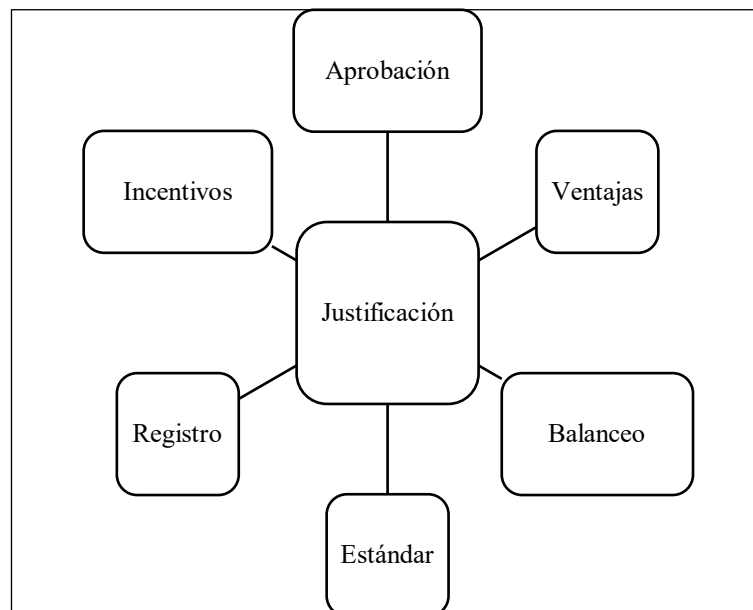 Aprobación
Incentivos
Ventajas
Justificación
Registro
Balanceo
Estándar